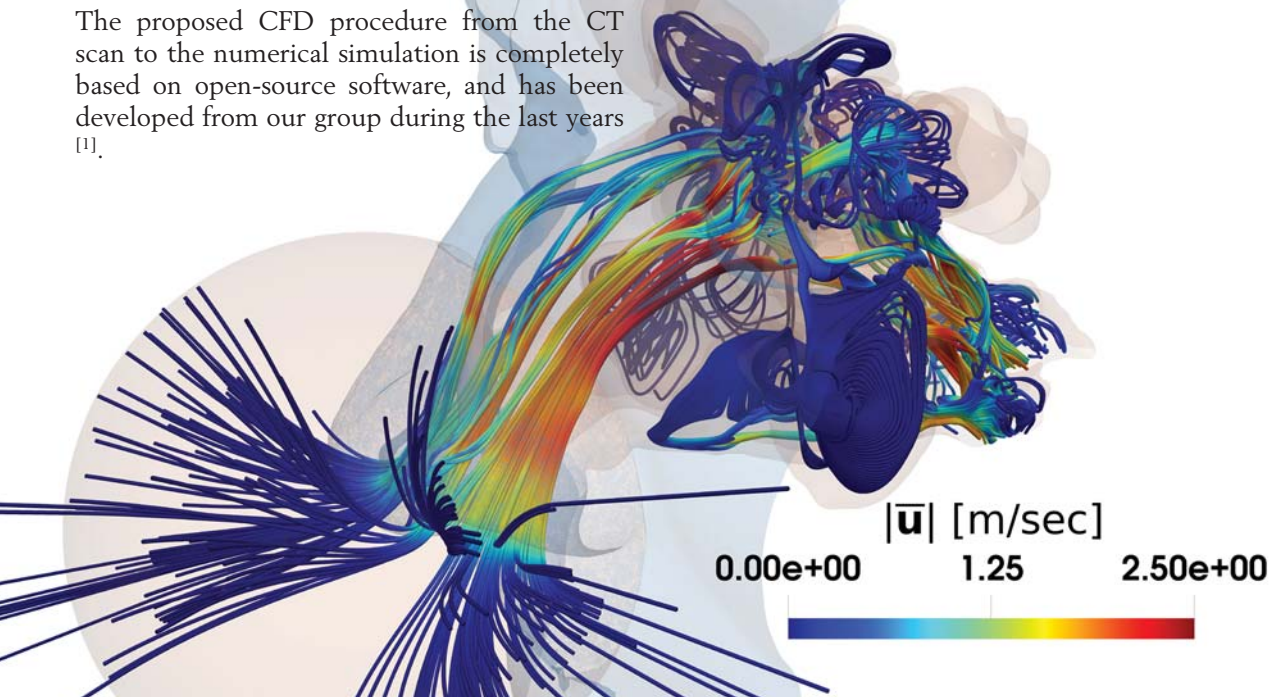 The proposed CFD procedure from the CT
scan to the numerical simulation is completely
based on open-source software, and has been
developed from our group during the last years
[1].
|u̅| [m/sec]
0.00e+00 1.25 2.50e+00